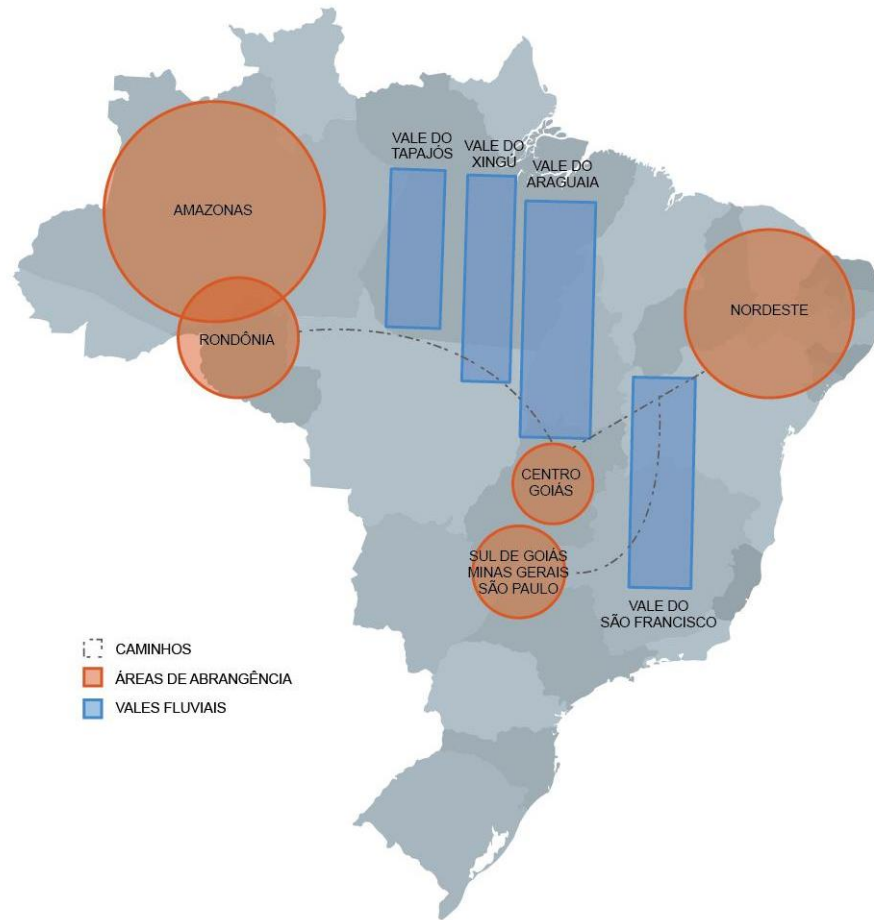 VALE DO
TAPAJÓS
VALE DO
XINGÚ
VALE DO
ARAGUAIA
AMAZONAS
RONDÔNIA
NORDESTE
CENTRO
GOIÁS
SUL DE GOIÁS
MINAS GERAIS
SÃO PAULO
VALE DO
SÃO FRANCISCO
CAMINHOS
ÁREAS DE ABRANGÊNCIA
VALES FLUVIAIS